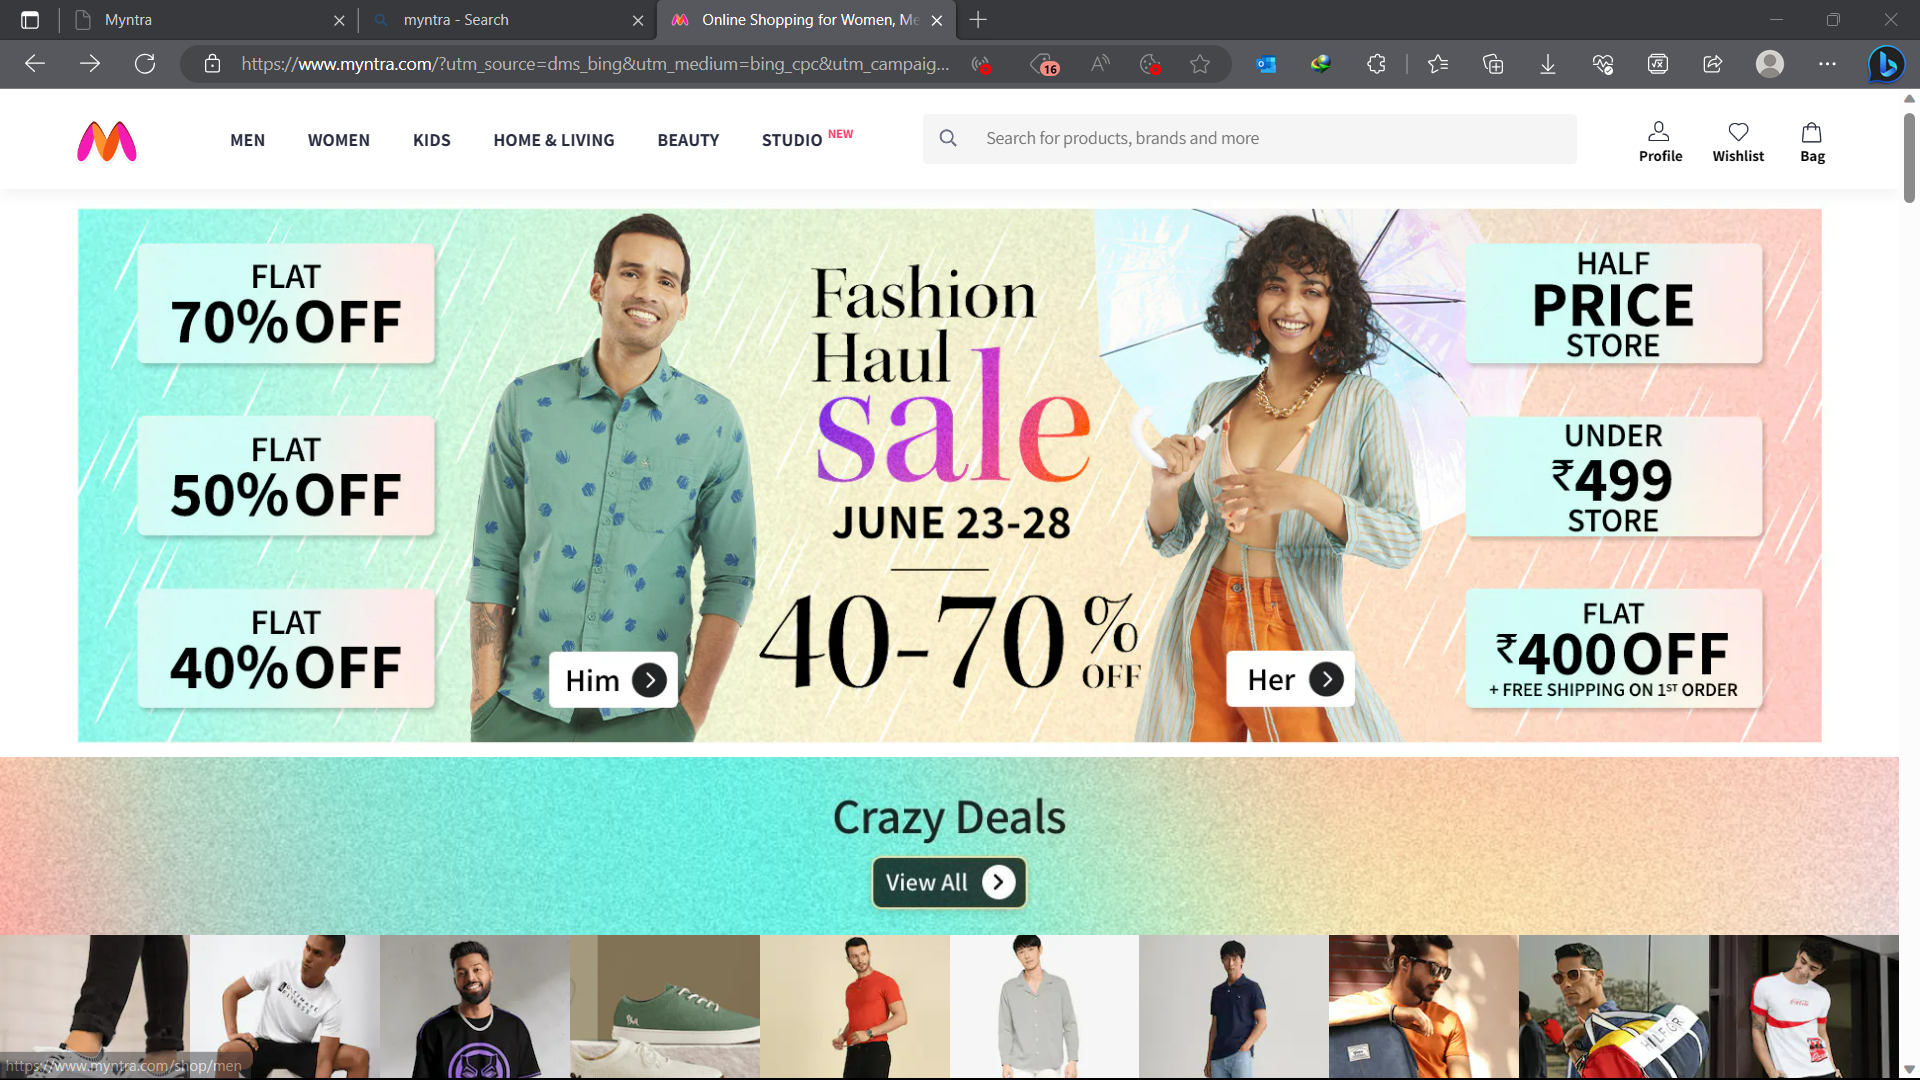 Myntra
myntra - Search
Online Shopping for Women, Me
https://www.myntra.com/?utm_source=dms_bing&utm_medium=bing_cpc&utm_campaig...
16
MEN
WOMEN
KIDS
HOME & LIVING
BEAUTY
STUDIO NEW
Search for products, brands and more
Profile
Wishlist
Bag
FLAT
70% OFF
FLAT
50% OFF
FLAT
40% OFF
Fashion
Haul
sale
JUNE 23-28
40-70% OFF
Him
Her
HALF
PRICE
STORE
UNDER
₹499
STORE
FLAT
₹400 OFF
+ FREE SHIPPING ON 1ST ORDER
Crazy Deals
View All
https://www.myntra.com/shop/men